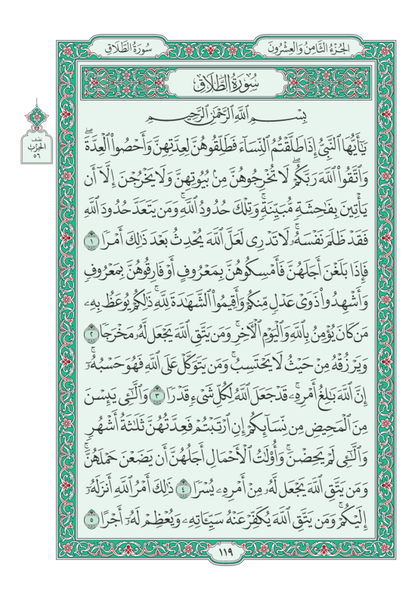 سُورَةُ الطَّلَاقِ
الجُزْءُ الثَّامِنُ وَالعِشْرُونَ
سُورَةُ الطَّلَاقِ
بِسْمِ اللَّهِ الرَّحْمَٰنِ الرَّحِيمِ
نصف
الحزب
٥٦
يَٰٓأَيُّهَا ٱلنَّبِىُّ إِذَا طَلَّقْتُمُ ٱلنِّسَآءَ فَطَلِّقُوهُنَّ لِعِدَّتِهِنَّ وَأَحْصُوا۟ ٱلْعِدَّةَ ۖ
وَٱتَّقُوا۟ ٱللَّهَ رَبَّكُمْ ۖ لَا تُخْرِجُوهُنَّ مِنۢ بُيُوتِهِنَّ وَلَا يَخْرُجْنَ إِلَّآ أَن
يَأْتِينَ بِفَٰحِشَةٍ مُّبَيِّنَةٍ ۚ وَتِلْكَ حُدُودُ ٱللَّهِ ۚ وَمَن يَتَعَدَّ حُدُودَ ٱللَّهِ
فَقَدْ ظَلَمَ نَفْسَهُۥ ۚ لَا تَدْرِى لَعَلَّ ٱللَّهَ يُحْدِثُ بَعْدَ ذَٰلِكَ أَمْرًا ١
فَإِذَا بَلَغْنَ أَجَلَهُنَّ فَأَمْسِكُوهُنَّ بِمَعْرُوفٍ أَوْ فَارِقُوهُنَّ بِمَعْرُوفٍ
وَأَشْهِدُوا۟ ذَوَىْ عَدْلٍ مِّنكُمْ وَأَقِيمُوا۟ ٱلشَّهَٰدَةَ لِلَّهِ ۚ ذَٰلِكُمْ يُوعَظُ بِهِۦ
مَن كَانَ يُؤْمِنُ بِٱللَّهِ وَٱلْيَوْمِ ٱلْءَاخِرِ ۚ وَمَن يَتَّقِ ٱللَّهَ يَجْعَل لَّهُۥ مَخْرَجًا ٢
وَيَرْزُقْهُ مِنْ حَيْثُ لَا يَحْتَسِبُ ۚ وَمَن يَتَوَكَّلْ عَلَى ٱللَّهِ فَهُوَ حَسْبُهُۥٓ ۚ
إِنَّ ٱللَّهَ بَٰلِغُ أَمْرِهِۦ ۚ قَدْ جَعَلَ ٱللَّهُ لِكُلِّ شَىْءٍ قَدْرًا ٣ وَٱلَّٰٓـِٔى يَئِسْنَ
مِنَ ٱلْمَحِيضِ مِن نِّسَآئِكُمْ إِنِ ٱرْتَبْتُمْ فَعِدَّتُهُنَّ ثَلَٰثَةُ أَشْهُرٍ
وَٱلَّٰٓـِٔى لَمْ يَحِضْنَ ۚ وَأُو۟لَٰتُ ٱلْأَحْمَالِ أَجَلُهُنَّ أَن يَضَعْنَ حَمْلَهُنَّ ۚ
وَمَن يَتَّقِ ٱللَّهَ يَجْعَل لَّهُۥ مِنْ أَمْرِهِۦ يُسْرًا ٤ ذَٰلِكَ أَمْرُ ٱللَّهِ أَنزَلَهُۥٓ
إِلَيْكُمْ ۚ وَمَن يَتَّقِ ٱللَّهَ يُكَفِّرْ عَنْهُ سَيِّـَٔاتِهِۦ وَيُعْظِمْ لَهُۥٓ أَجْرًا ٥
١١٩